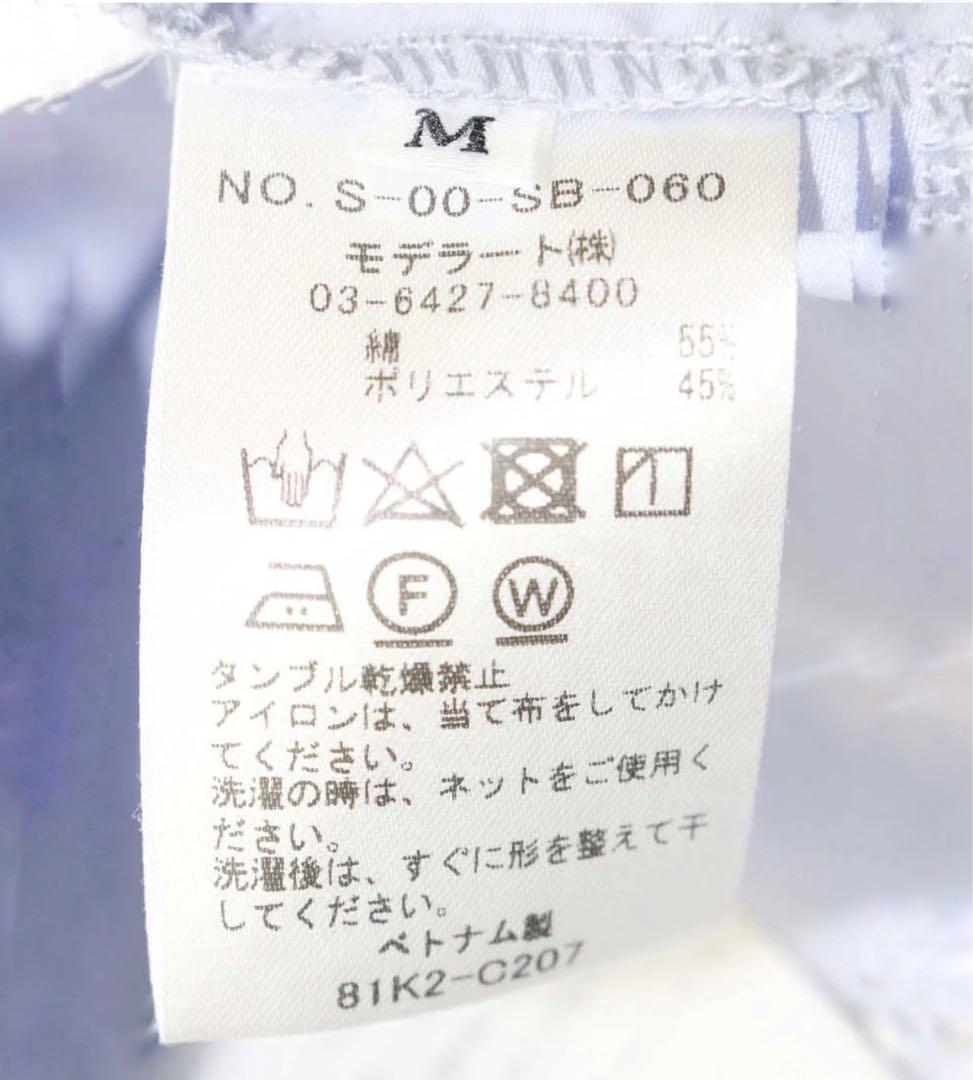 M
NO. S-00-SB-060
モデラート(株)
03-6427-8400
綿 55%
ポリエステル 45%
F W
タンブル乾燥禁止
アイロンは、当て布をしてかけ
てください。
洗濯の時は、ネットをご使用く
ださい。
洗濯後は、すぐに形を整えて干
してください。
ベトナム製
81K2-C207